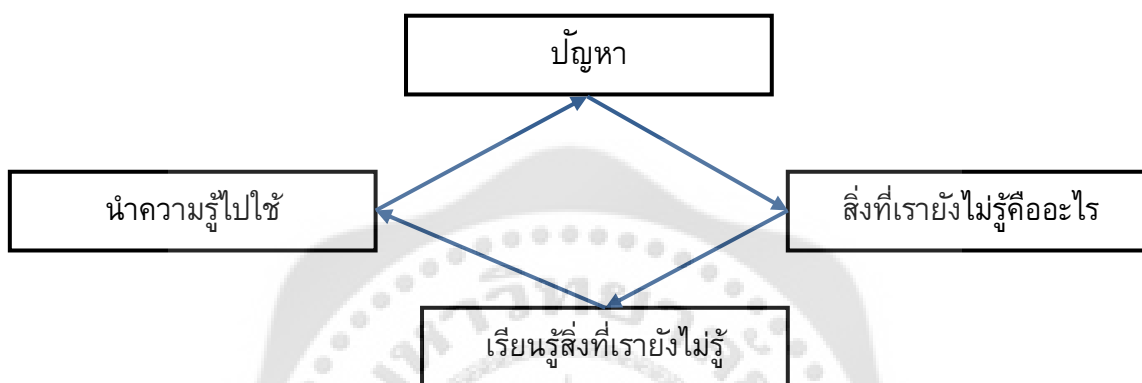 ปัญหา
นำความรู้ไปใช้
สิ่งที่เรายังไม่รู้คืออะไร
เรียนรู้สิ่งที่เรายังไม่รู้